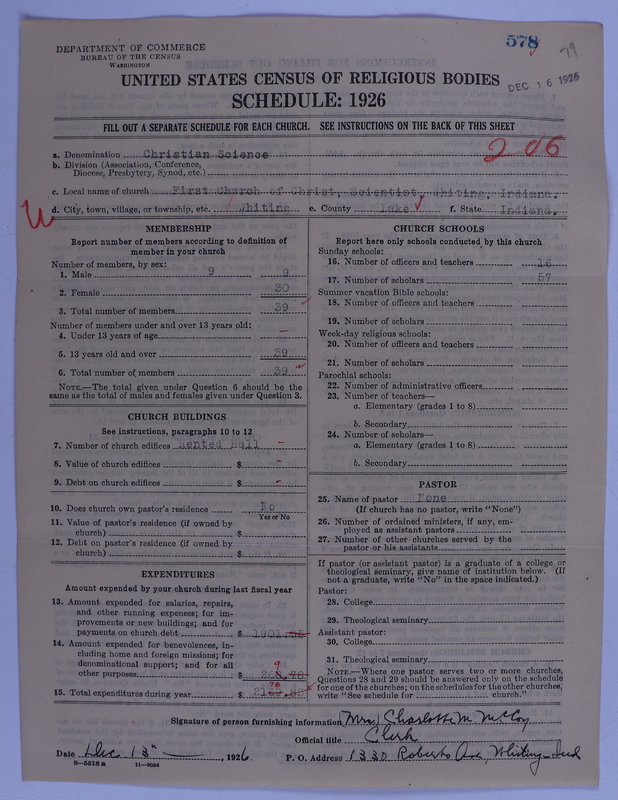 578 79
DEPARTMENT OF COMMERCE
BUREAU OF THE CENSUS
WASHINGTON
DEC 16 1926
UNITED STATES CENSUS OF RELIGIOUS BODIES
SCHEDULE: 1926
FILL OUT A SEPARATE SCHEDULE FOR EACH CHURCH. SEE INSTRUCTIONS ON THE BACK OF THIS SHEET
206
a. Denomination Christian Science
b. Division (Association, Conference,
Diocese, Presbytery, Synod, etc.)
c. Local name of church First Church of Christ, Scientist, Whiting, Indiana.
d. City, town, village, or township, etc. Whiting e. County Lake f. State Indiana.
MEMBERSHIP
Report number of members according to definition of
member in your church
Number of members, by sex:
1. Male 9 9
2. Female 30
3. Total number of members 39
Number of members under and over 13 years old:
4. Under 13 years of age –
5. 13 years old and over 39
6. Total number of members 39
NOTE.—The total given under Question 6 should be the
same as the total of males and females given under Question 3.
CHURCH BUILDINGS
See instructions, paragraphs 10 to 12
7. Number of church edifices Rented Hall –
8. Value of church edifices $ –
9. Debt on church edifices $ –
10. Does church own pastor's residence No
Yes or No
11. Value of pastor's residence (if owned by
church) $
12. Debt on pastor's residence (if owned by
church) $
EXPENDITURES
Amount expended by your church during last fiscal year
13. Amount expended for salaries, repairs,
and other running expenses; for im-
provements or new buildings; and for
payments on church debt $
14. Amount expended for benevolences, in-
cluding home and foreign missions; for
denominational support; and for all
other purposes $
15. Total expenditures during year $
CHURCH SCHOOLS
Report here only schools conducted by this church
Sunday schools:
16. Number of officers and teachers 16
17. Number of scholars 57
Summer vacation Bible schools:
18. Number of officers and teachers
19. Number of scholars
Week-day religious schools:
20. Number of officers and teachers
21. Number of scholars
Parochial schools:
22. Number of administrative officers
23. Number of teachers—
a. Elementary (grades 1 to 8)
b. Secondary
24. Number of scholars—
a. Elementary (grades 1 to 8)
b. Secondary
PASTOR
25. Name of pastor None
(If church has no pastor, write "None")
26. Number of ordained ministers, if any, em-
ployed as assistant pastors
27. Number of other churches served by the
pastor or his assistants
If pastor (or assistant pastor) is a graduate of a college or
theological seminary, give name of institution below. (If
not a graduate, write "No" in the space indicated.)
Pastor:
28. College
29. Theological seminary
Assistant pastor:
30. College
31. Theological seminary
NOTE.—Where one pastor serves two or more churches,
Questions 28 and 29 should be answered only on the schedule
for one of the churches; on the schedules for the other churches,
write "See schedule for church."
Signature of person furnishing information Mrs. Charlotte M. McCoy
Official title Clerk
Date Dec 13th, 1926 P. O. Address 1330 Roberts Ave, Whiting Ind
8—5518 a 11—9054